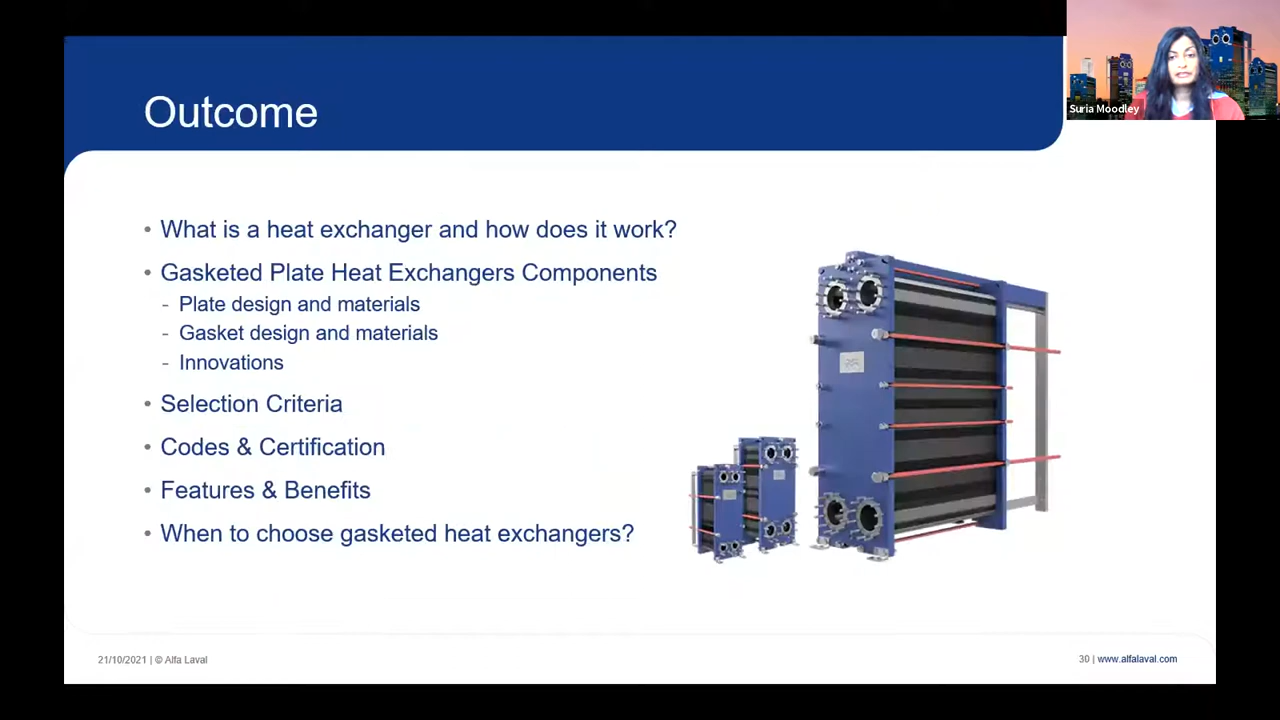 Outcome
Suria Moodley
• What is a heat exchanger and how does it work?
• Gasketed Plate Heat Exchangers Components
- Plate design and materials
- Gasket design and materials
- Innovations
• Selection Criteria
• Codes & Certification
• Features & Benefits
• When to choose gasketed heat exchangers?
21/10/2021 | © Alfa Laval
30 | www.alfalaval.com